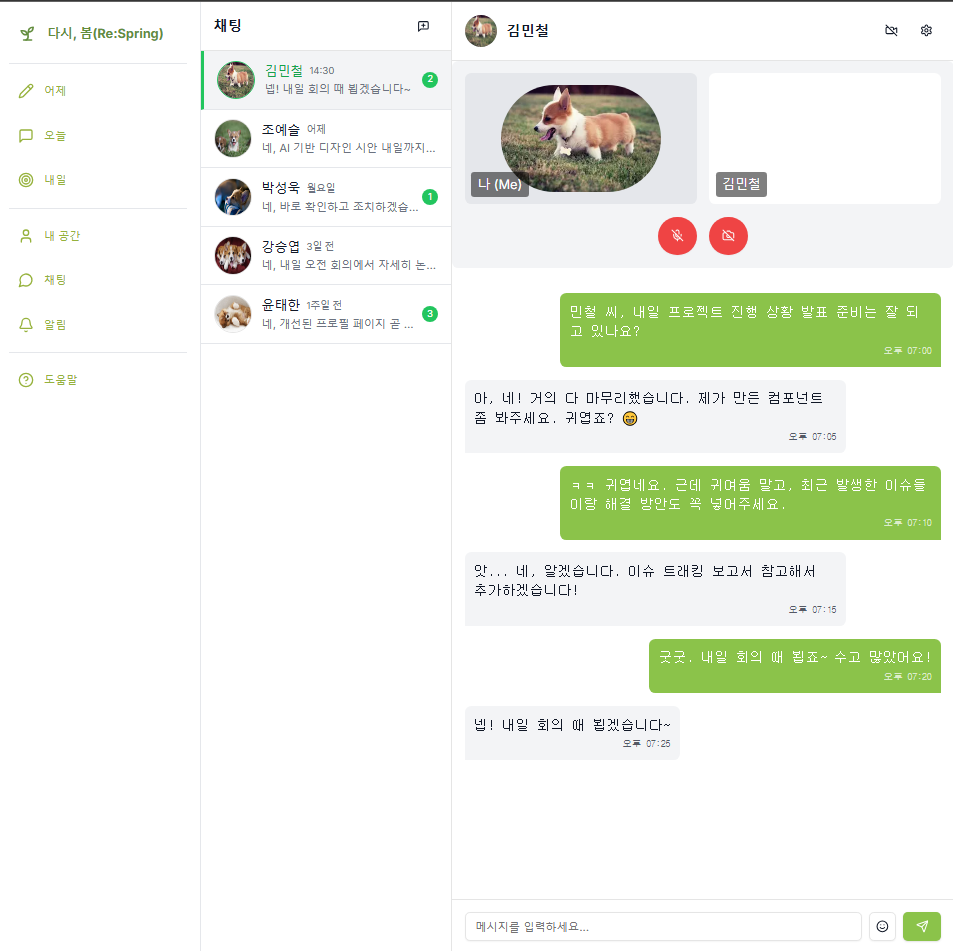 다시, 봄(Re:Spring)
어제
오늘
내일
내 공간
채팅
알림
도움말
채팅
김민철 14:30
넵! 내일 회의 때 뵙겠습니다~
2
조예슬 어제
네, AI 기반 디자인 시안 내일까지...
박성욱 월요일
네, 바로 확인하고 조치하겠습...
1
강승엽 3일 전
네, 내일 오전 회의에서 자세히 논...
윤태한 1주일 전
네, 개선된 프로필 페이지 곧 ...
3
김민철
나 (Me)
김민철
민철 씨, 내일 프로젝트 진행 상황 발표 준비는 잘 되
고 있나요?
오후 07:00
아, 네! 거의 다 마무리했습니다. 제가 만든 컴포넌트
좀 봐주세요. 귀엽죠? 😁
오후 07:05
ㅋㅋ 귀엽네요. 근데 귀여움 말고, 최근 발생한 이슈들
이랑 해결 방안도 꼭 넣어주세요.
오후 07:10
앗... 네, 알겠습니다. 이슈 트래킹 보고서 참고해서
추가하겠습니다!
오후 07:15
굿굿. 내일 회의 때 뵙죠~ 수고 많았어요!
오후 07:20
넵! 내일 회의 때 뵙겠습니다~
오후 07:25
메시지를 입력하세요...